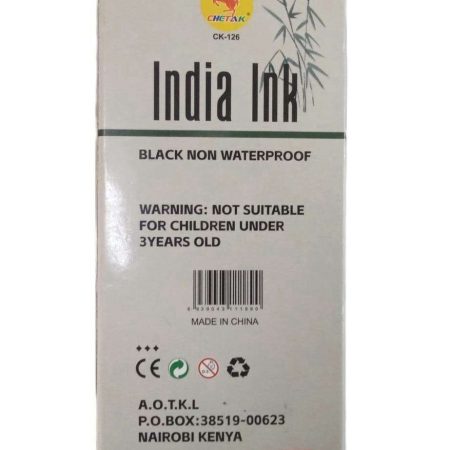 CHETAK
CK-126
India Ink
BLACK NON WATERPROOF
WARNING: NOT SUITABLE
FOR CHILDREN UNDER
3YEARS OLD
MADE IN CHINA
CE
A.O.T.K.L
P.O.BOX:38519-00623
NAIROBI KENYA